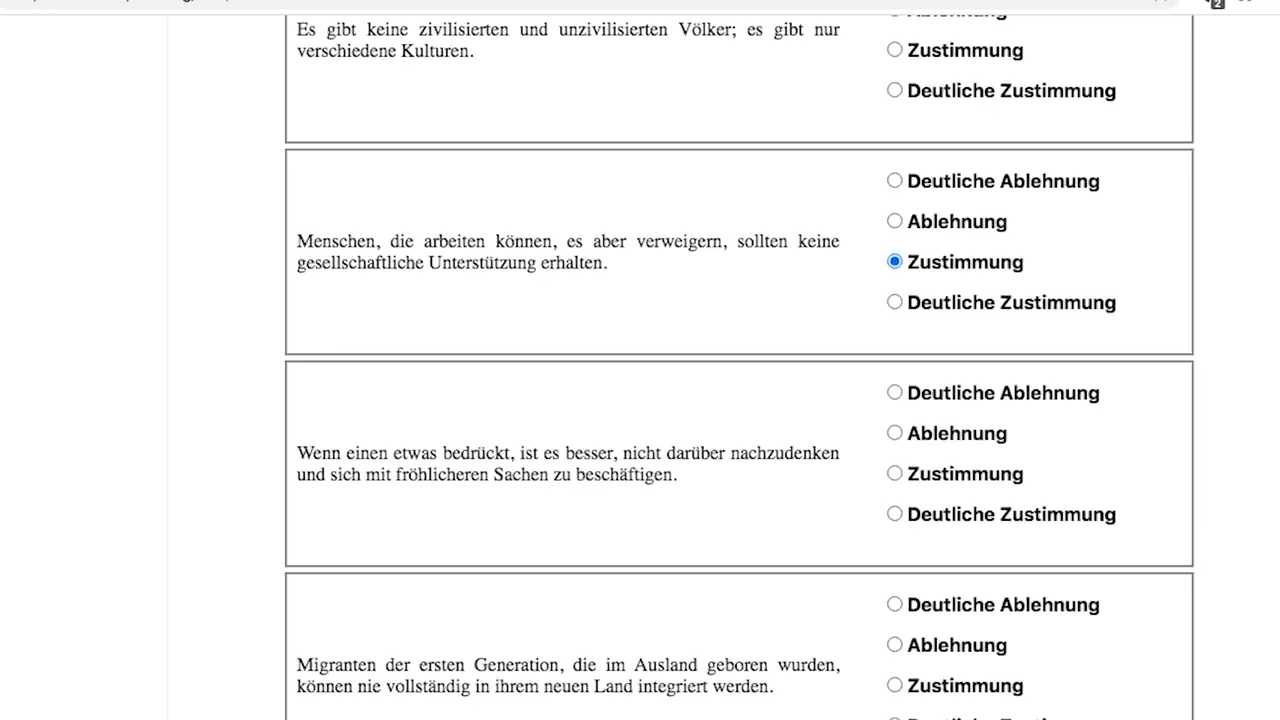 2
Es gibt keine zivilisierten und unzivilisierten Völker; es gibt nur
verschiedene Kulturen.
Zustimmung
Deutliche Zustimmung
Menschen, die arbeiten können, es aber verweigern, sollten keine
gesellschaftliche Unterstützung erhalten.
Deutliche Ablehnung
Ablehnung
Zustimmung
Deutliche Zustimmung
Wenn einen etwas bedrückt, ist es besser, nicht darüber nachzudenken
und sich mit fröhlicheren Sachen zu beschäftigen.
Deutliche Ablehnung
Ablehnung
Zustimmung
Deutliche Zustimmung
Migranten der ersten Generation, die im Ausland geboren wurden,
können nie vollständig in ihrem neuen Land integriert werden.
Deutliche Ablehnung
Ablehnung
Zustimmung